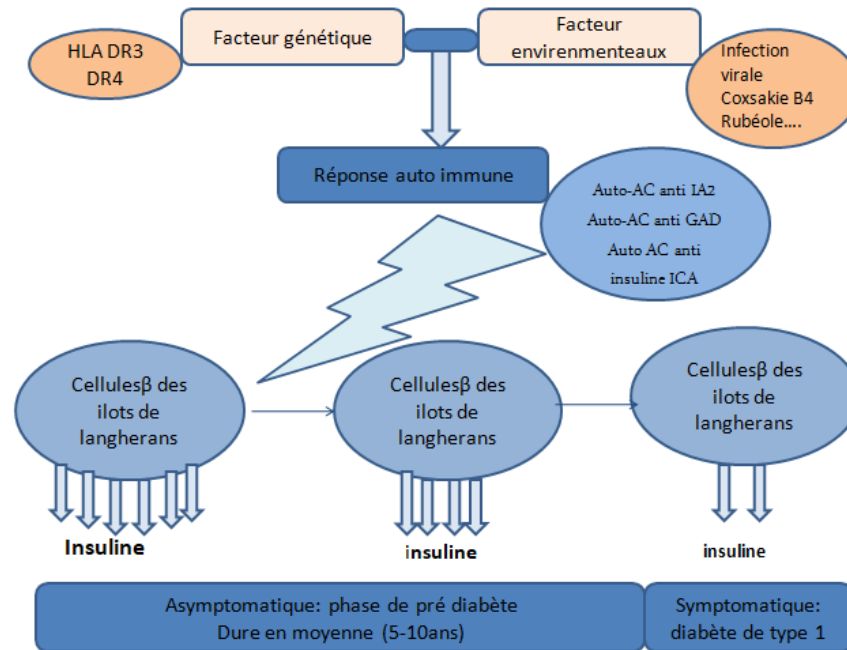 HLA DR3
DR4
Facteur génétique
Facteur
envirenmenteaux
Infection
virale
Coxsakie B4
Rubéole....
Réponse auto immune
Auto-AC anti IA2
Auto-AC anti GAD
Auto AC anti
insuline ICA
Cellulesβ des
ilots de
langherans
Cellulesβ des
ilots de
langherans
Cellulesβ des
ilots de
langherans
Insuline
insuline
insuline
Asymptomatique: phase de pré diabète
Dure en moyenne (5-10ans)
Symptomatique:
diabète de type 1